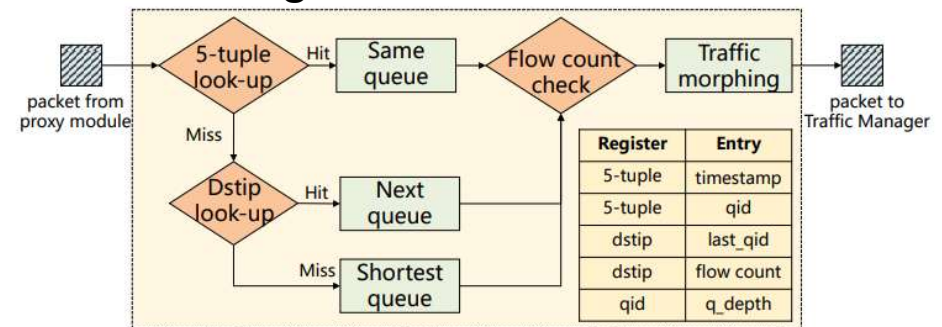 5-tuple
look-up
Hit
Same
queue
Flow count
check
Traffic
morphing
packet from
proxy module
packet to
Traffic Manager
Miss
Dstip
look-up
Hit
Next
queue
Miss
Shortest
queue
Register Entry
5-tuple timestamp
5-tuple qid
dstip last_qid
dstip flow count
qid q_depth